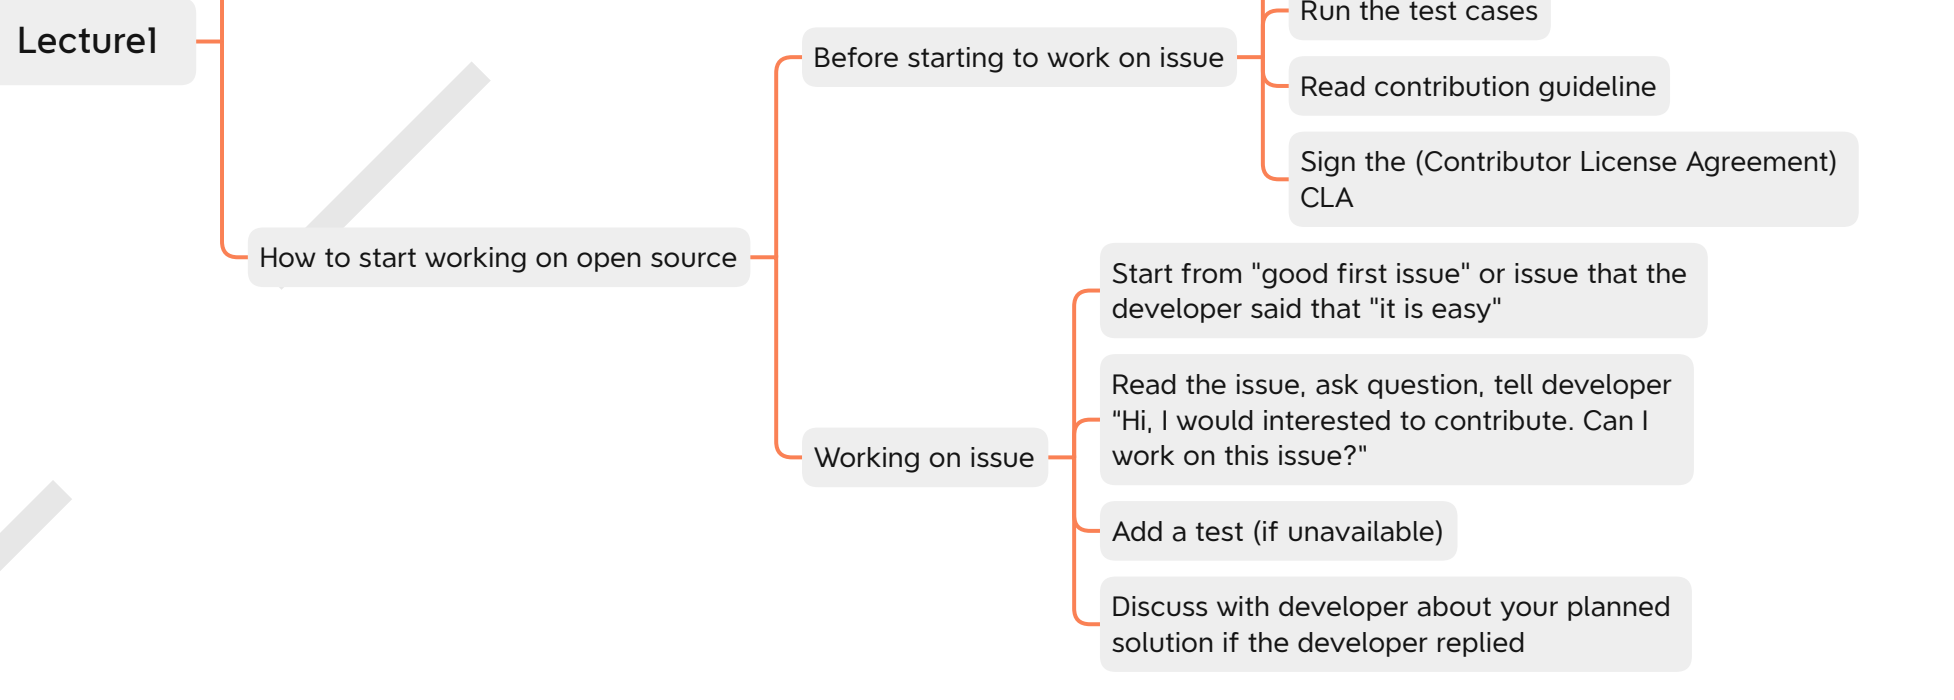 Lecture1
How to start working on open source
Before starting to work on issue
Run the test cases
Read contribution guideline
Sign the (Contributor License Agreement)
CLA
Working on issue
Start from "good first issue" or issue that the
developer said that "it is easy"
Read the issue, ask question, tell developer
“Hi, I would interested to contribute. Can I
work on this issue?"
Add a test (if unavailable)
Discuss with developer about your planned
solution if the developer replied